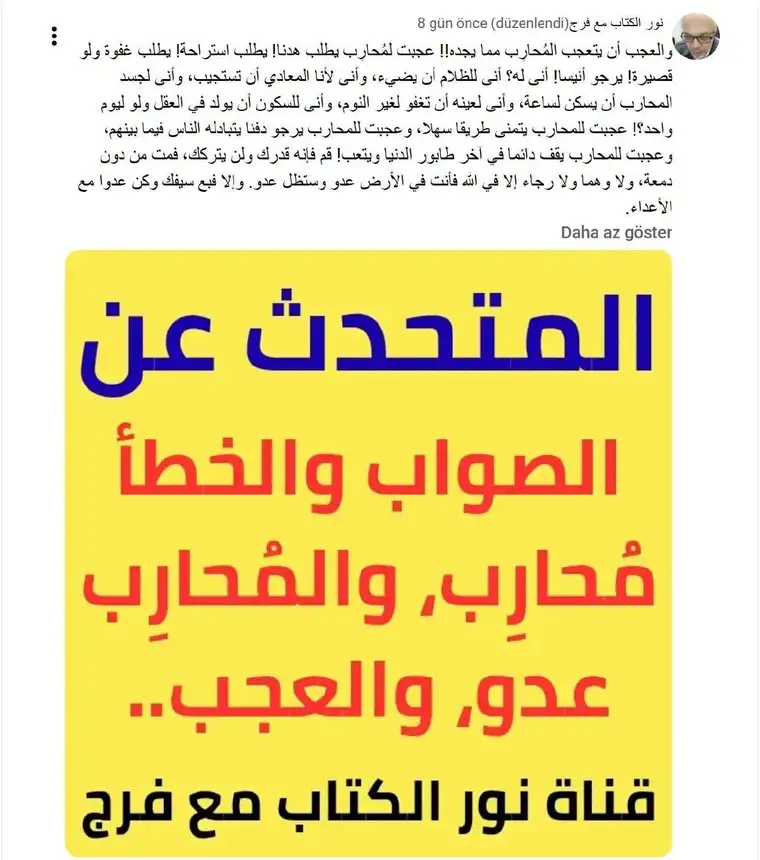 نور الكتاب مع فرج(düzenlendi) 8 gün önce
والعجب أن يتعجب المُحارِب مما يجده!! عجبت لمُحارِب يطلب هدنا! يطلب استراحة! يطلب غفوة ولو
قصيرة! يرجو أنيسا! أنى له؟ أنى للظلام أن يضيء، وأنى لأنا المعادي أن تستجيب، وأنى لجسد
المحارب أن يسكن لساعة، وأنى لعينه أن تغفو لغير النوم، وأنى للسكون أن يولد في العقل ولو ليوم
واحد؟! عجبت للمحارب يتمنى طريقا سهلا، وعجبت للمحارب يرجو دفئا يتبادله الناس فيما بينهم،
وعجبت للمحارب يقف دائما في آخر طابور الدنيا ويتعب! قم فإنه قدرك ولن يتركك، فمت من دون
دمعة، ولا وهما ولا رجاء إلا في الله فأنت في الأرض عدو وستظل عدو. وإلا فبع سيفك وكن عدوا مع
الأعداء.
Daha az göster
المتحدث عن
الصواب والخطأ
مُحارِب، والمُحارِب
عدو، والعجب..
قناة نور الكتاب مع فرج